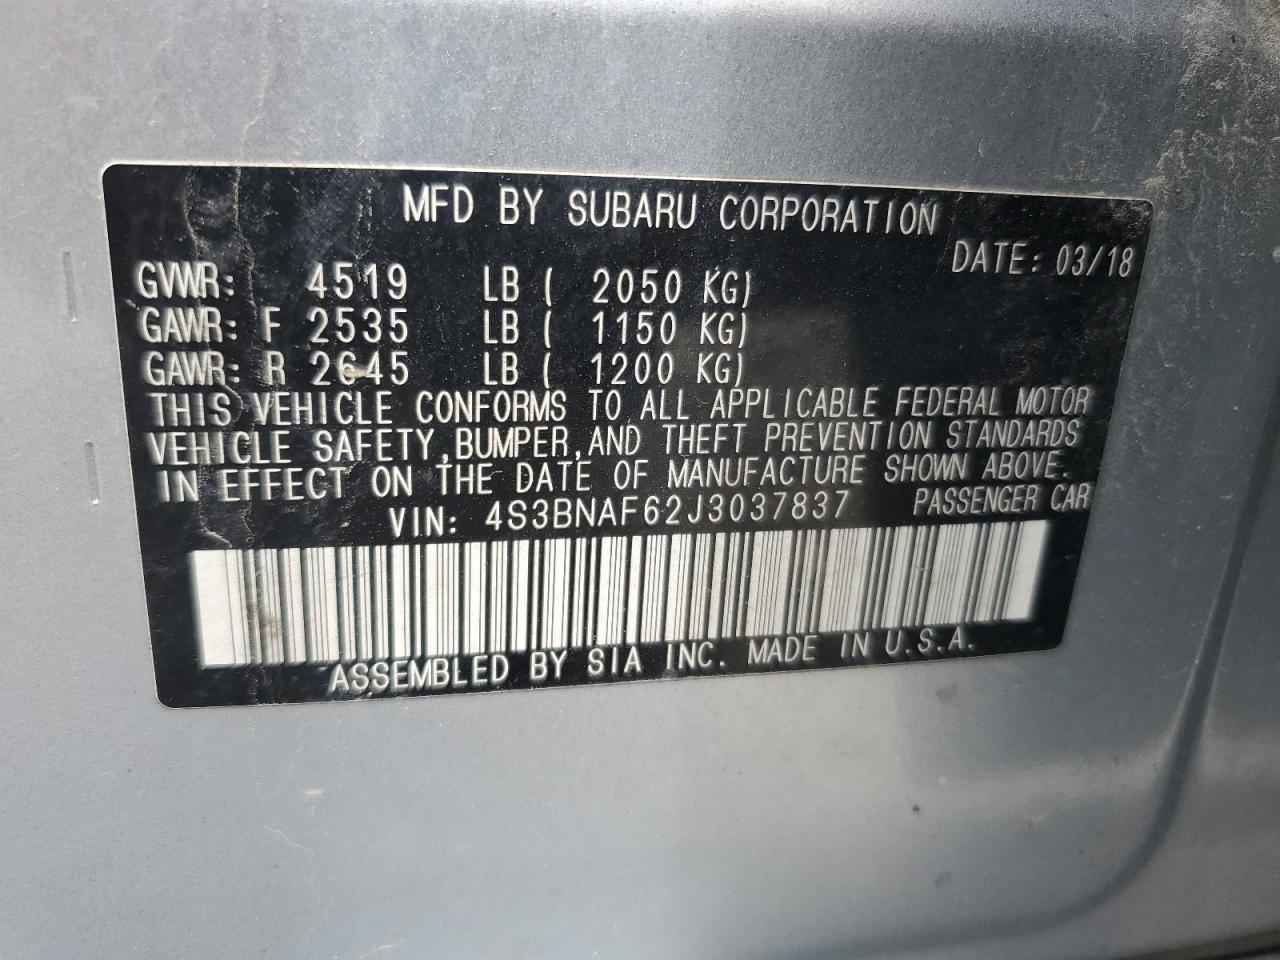 MFD BY SUBARU CORPORATION
DATE: 03/18
GVWR: 4519 LB ( 2050 KG)
GAWR: F 2535 LB ( 1150 KG)
GAWR: R 2645 LB ( 1200 KG)
THIS VEHICLE CONFORMS TO ALL APPLICABLE FEDERAL MOTOR
VEHICLE SAFETY,BUMPER,AND THEFT PREVENTION STANDARDS
IN EFFECT ON THE DATE OF MANUFACTURE SHOWN ABOVE.
VIN: 4S3BNAF62J3037837 PASSENGER CAR
ASSEMBLED BY SIA INC. MADE IN U.S.A.